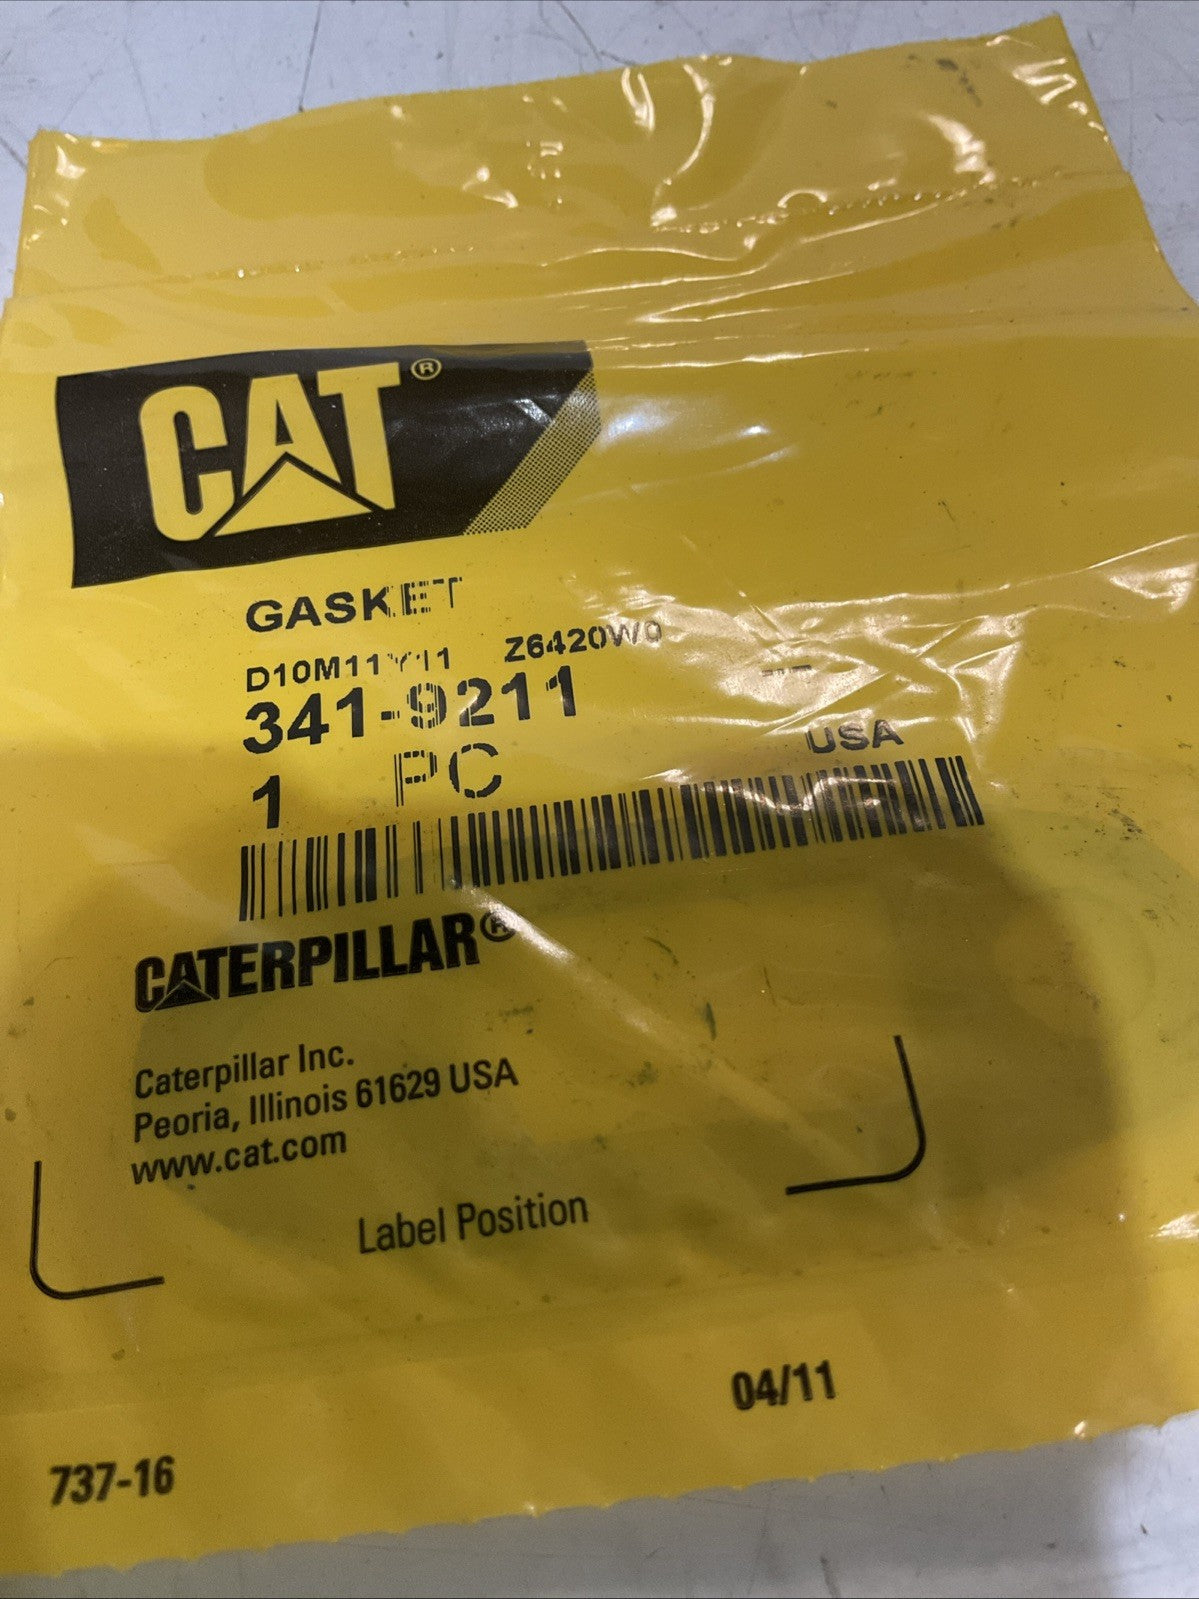 CAT®
GASKET
D10M11Y11 Z6420W0
341-9211
1 PC USA
CATERPILLAR®
Caterpillar Inc.
Peoria, Illinois 61629 USA
www.cat.com
Label Position
04/11
737-16